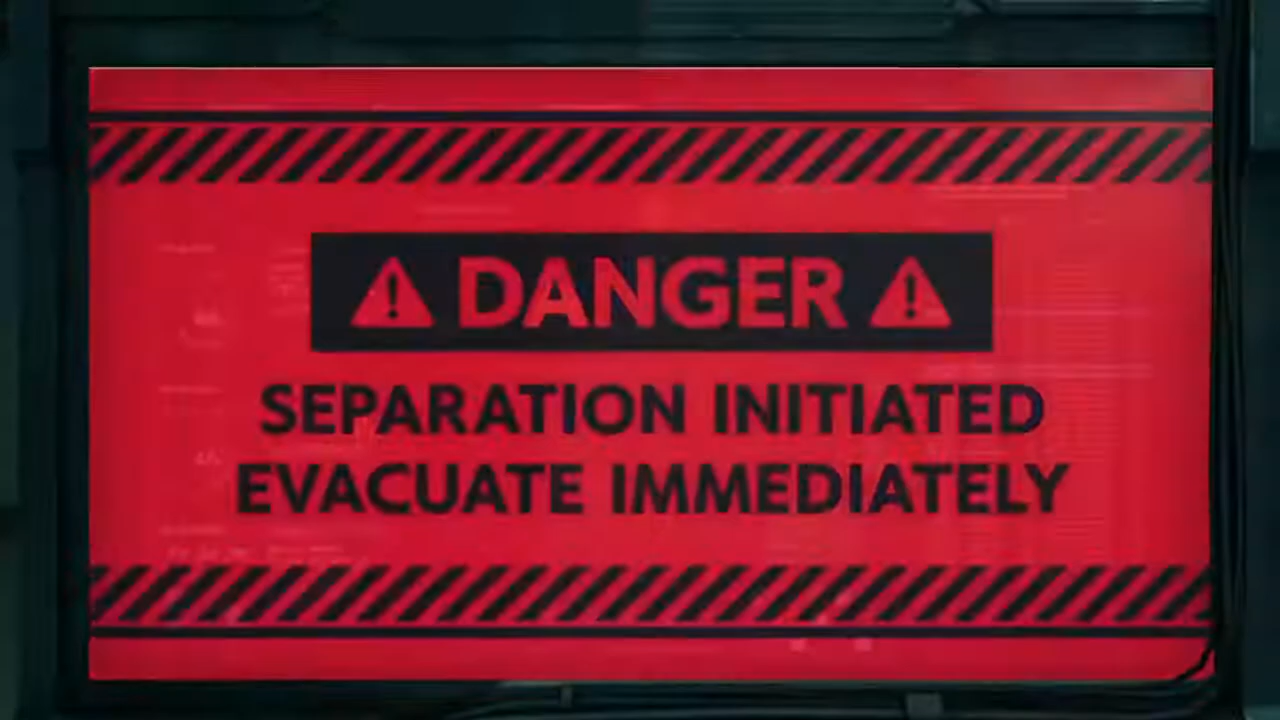 ⚠ DANGER ⚠
SEPARATION INITIATED
EVACUATE IMMEDIATELY